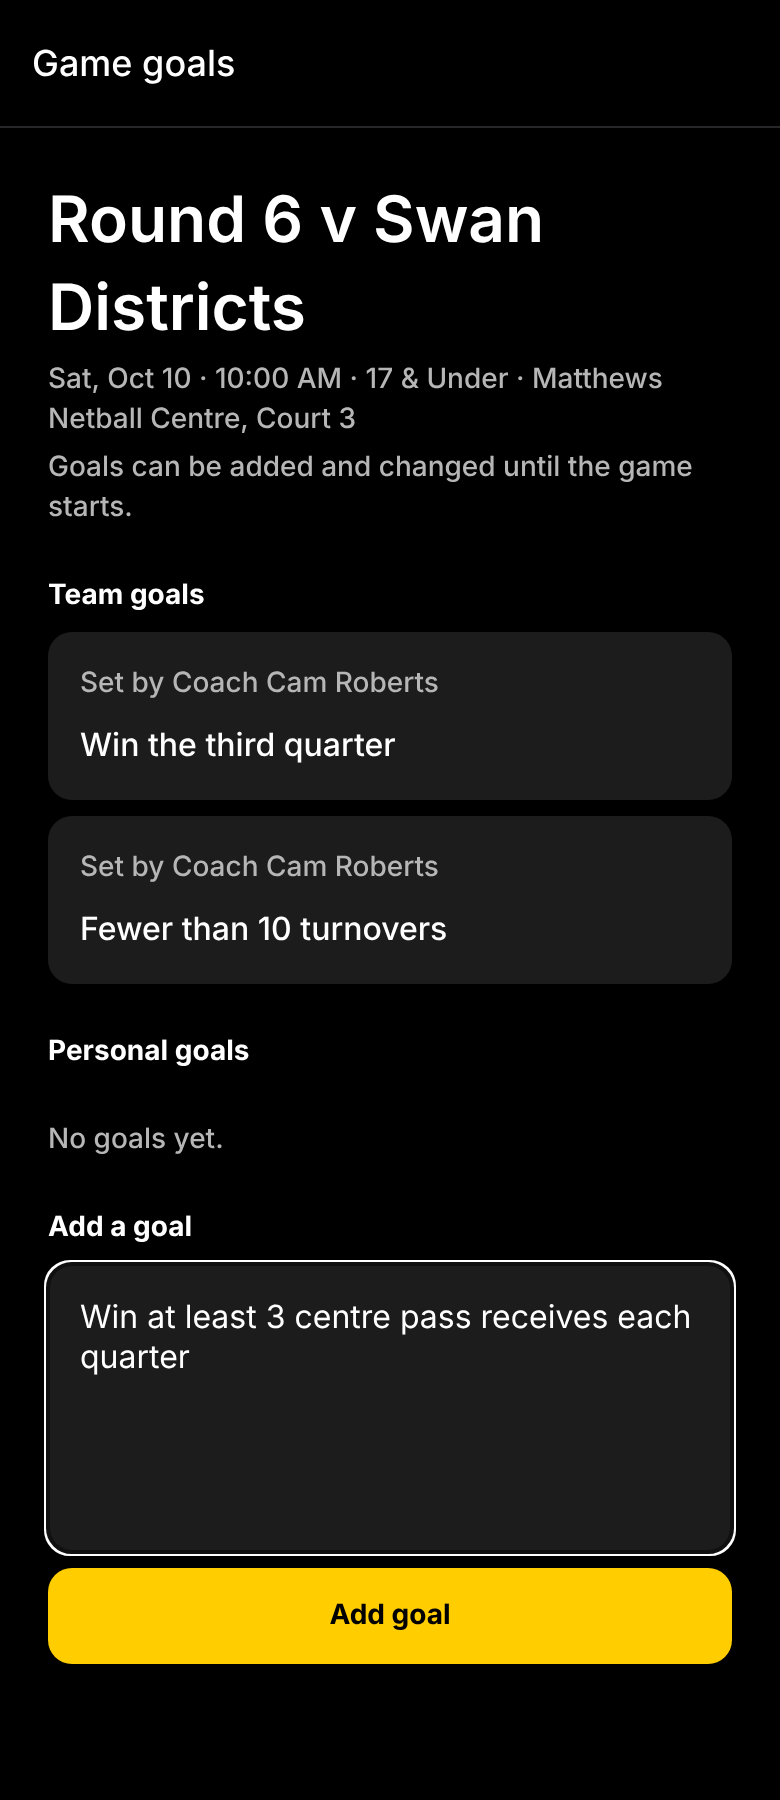 Game goals
Round 6 v Swan
Districts
Sat, Oct 10 · 10:00 AM · 17 & Under · Matthews
Netball Centre, Court 3
Goals can be added and changed until the game
starts.
Team goals
Set by Coach Cam Roberts
Win the third quarter
Set by Coach Cam Roberts
Fewer than 10 turnovers
Personal goals
No goals yet.
Add a goal
Win at least 3 centre pass receives each
quarter
Add goal